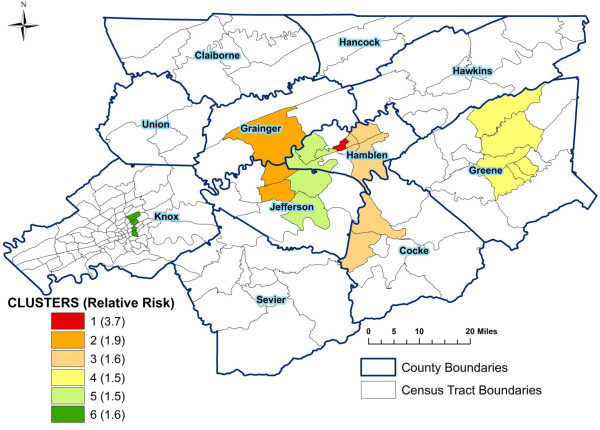 N
Hancock
Claiborne
Hawkins
Union
Grainger
Hamblen
Greene
Jefferson
Knox
Cocke
Sevier
CLUSTERS (Relative Risk)
1 (3.7)
2 (1.9)
3 (1.6)
4 (1.5)
5 (1.5)
6 (1.6)
0 5 10 20 Miles
County Boundaries
Census Tract Boundaries